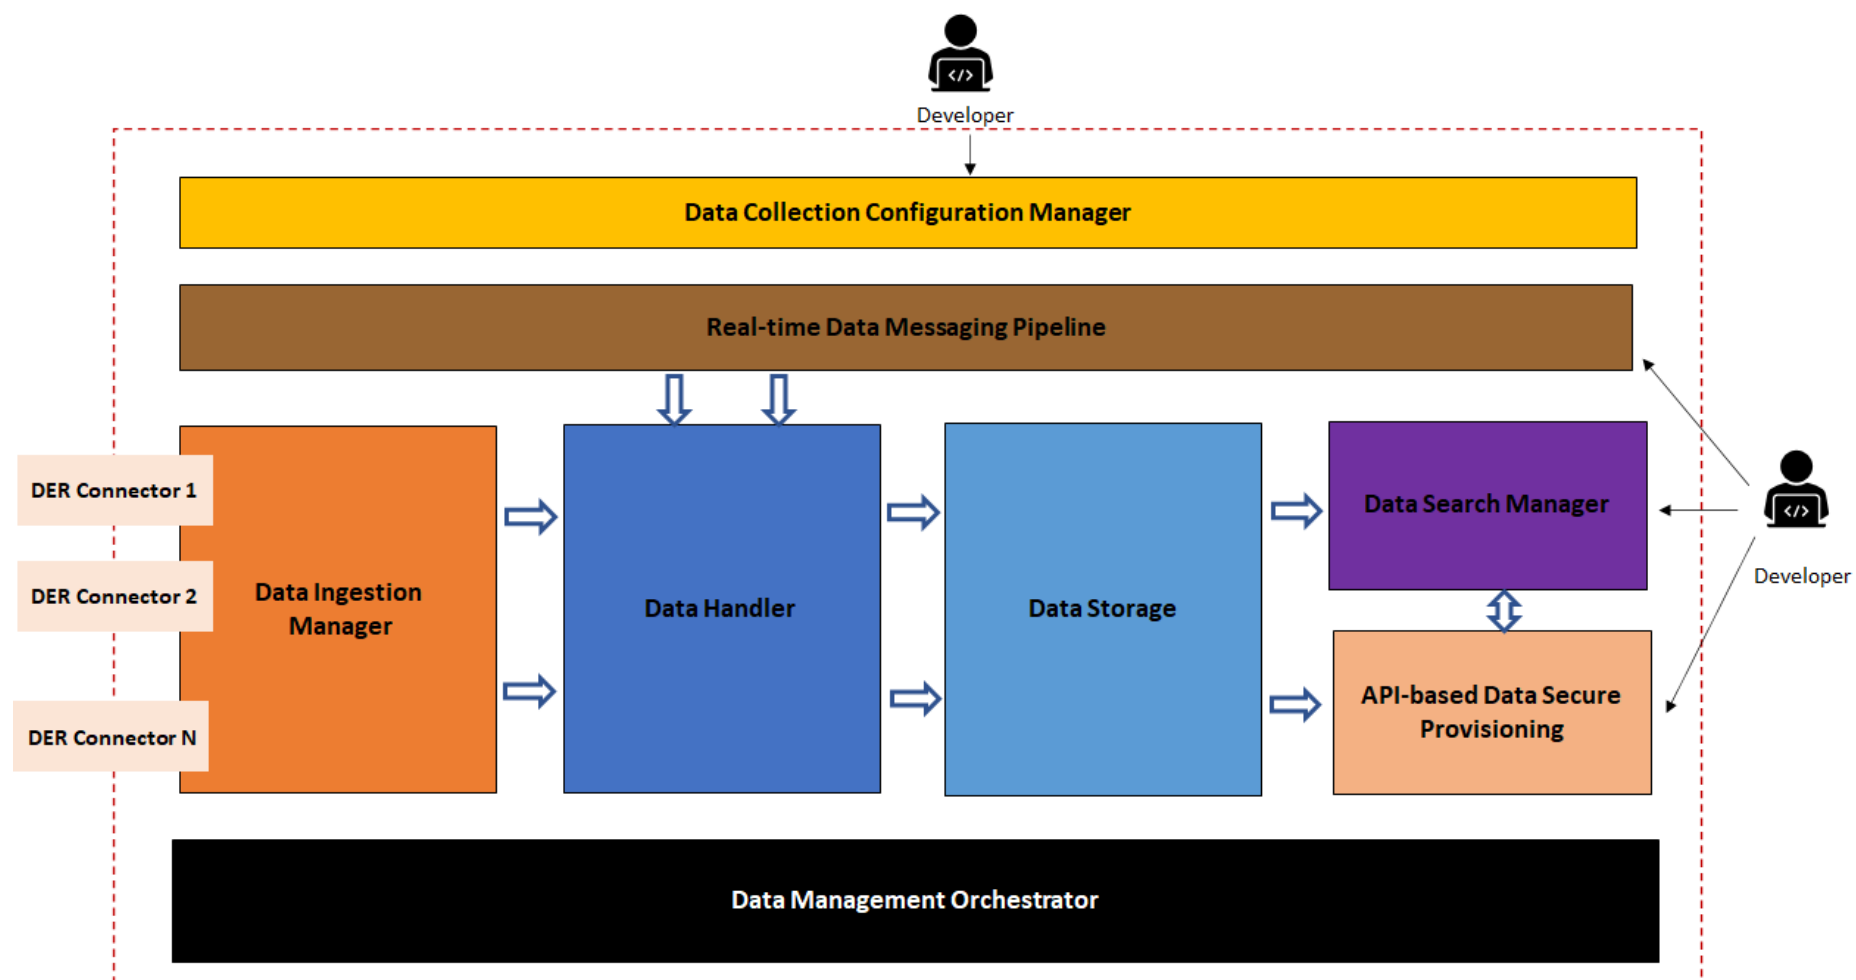 Developer
Data Collection Configuration Manager
Real-time Data Messaging Pipeline
DER Connector 1
DER Connector 2
DER Connector N
Data Ingestion
Manager
Data Handler
Data Storage
Data Search Manager
API-based Data Secure
Provisioning
</>
Developer
</>
Data Management Orchestrator